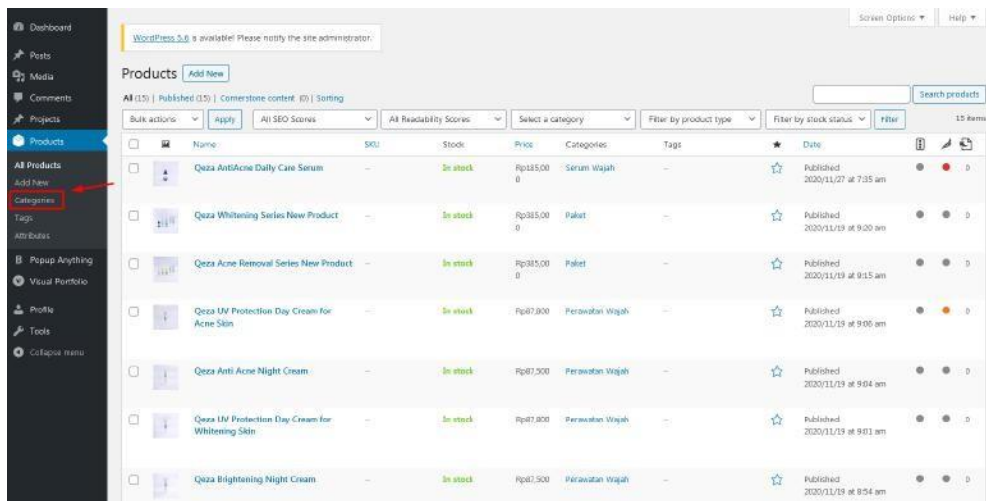 Screen Options ▼ Help ▼
Dashboard
WordPress 5.6 is available! Please notify the site administrator.
Posts
Media
Comments
Projects
Products
All Products
Add New
Categories
Tags
Attributes
Popup Anything
Visual Portfolio
Profile
Tools
Collapse menu
Products Add New
All (15) | Published (15) | Cornerstone content (0) | Sorting
Search products
Bulk actions Apply All SEO Scores All Readability Scores Select a category Filter by product type Filter by stock status Filter 15 items
Name SKU Stock Price Categories Tags Date
Qeza AntiAcne Daily Care Serum – In stock Rp185,00 Serum Wajah – Published 0
0 2020/11/27 at 7:35 am
Qeza Whitening Series New Product – In stock Rp385,00 Paket – Published 0
0 2020/11/19 at 9:20 am
Qeza Acne Removal Series New Product – In stock Rp385,00 Paket – Published 0
0 2020/11/19 at 9:15 am
Qeza UV Protection Day Cream for – In stock Rp87,800 Perawatan Wajah – Published 0
Acne Skin 2020/11/19 at 9:06 am
Qeza Anti Acne Night Cream – In stock Rp87,500 Perawatan Wajah – Published 0
2020/11/19 at 9:04 am
Qeza UV Protection Day Cream for – In stock Rp87,800 Perawatan Wajah – Published 0
Whitening Skin 2020/11/19 at 9:01 am
Qeza Brightening Night Cream – In stock Rp87,500 Perawatan Wajah – Published 0
2020/11/19 at 8:54 am